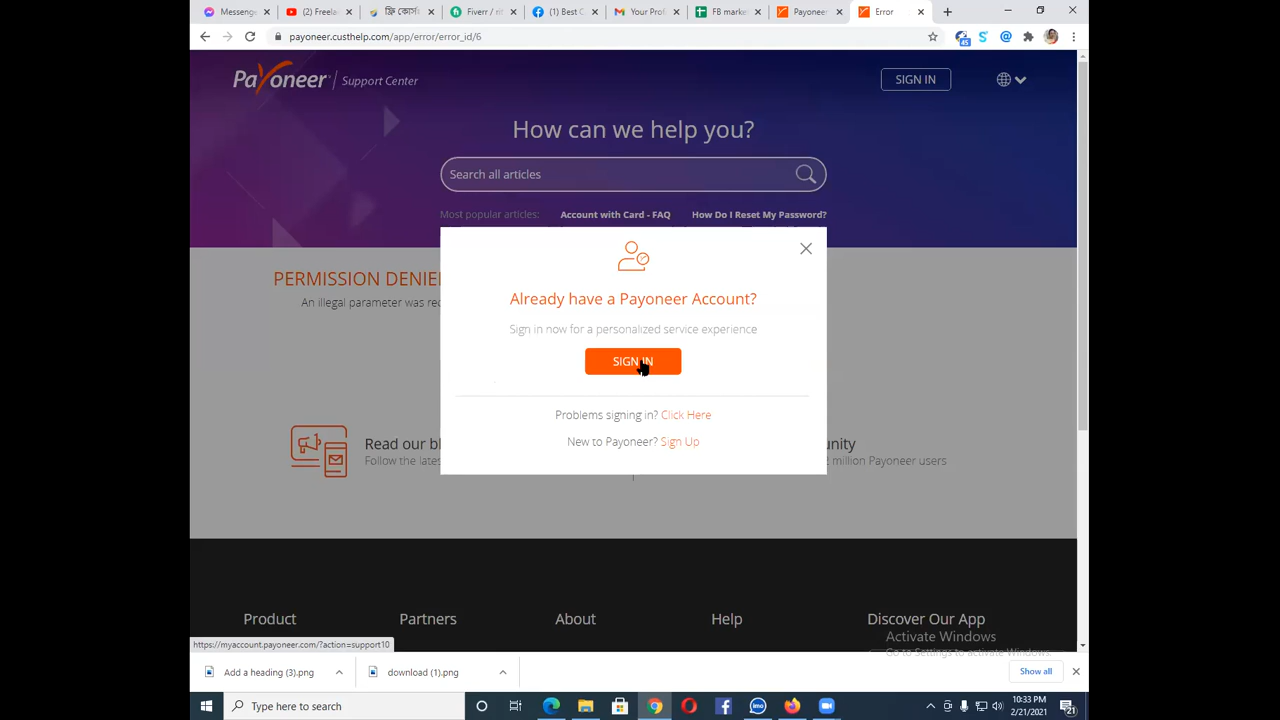 Messenge
(2) Freela
ফ্রি কোর্স
Fiverr / ri
(1) Best C
Your Prof
FB marke
Payoneer
Error
payoneer.custhelp.com/app/error/error_id/6
45
Payoneer Support Center
SIGN IN
How can we help you?
Search all articles
Most popular articles: Account with Card - FAQ How Do I Reset My Password?
PERMISSION DENIE
An illegal parameter was rec
Already have a Payoneer Account?
Sign in now for a personalized service experience
SIGN IN
Problems signing in? Click Here
New to Payoneer? Sign Up
Read our bl
Follow the lates
unity
million Payoneer users
Product
Partners
About
Help
Discover Our App
Activate Windows
Go to Settings to activate Windows.
https://myaccount.payoneer.com/?action=support10
Add a heading (3).png
download (1).png
Show all
Type here to search
imo
10:33 PM
2/21/2021
21